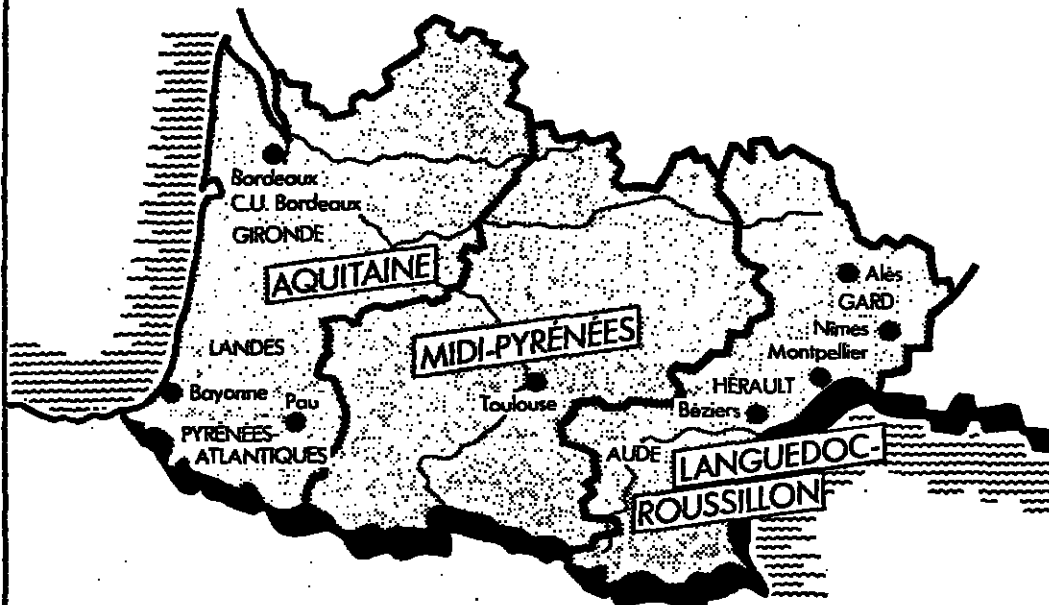 Bordeaux
C.U. Bordeaux
GIRONDE
AQUITAINE
LANDES
Bayonne
Pau
PYRÉNÉES-
ATLANTIQUES
MIDI-PYRÉNÉES
Toulouse
Alès
GARD
Nîmes
Montpellier
HÉRAULT
Béziers
AUDE
LANGUEDOC-
ROUSSILLON